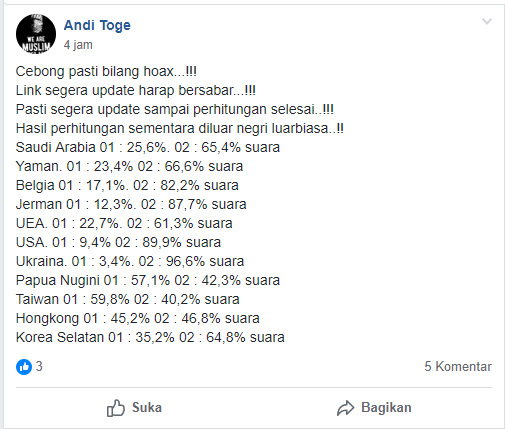 Andi Toge
4 jam
WE ARE
MUSLIM
Cebong pasti bilang hoax...!!!
Link segera update harap bersabar...!!!
Pasti segera update sampai perhitungan selesai..!!!
Hasil perhitungan sementara diluar negri luarbiasa..!!
Saudi Arabia 01 : 25,6%. 02 : 65,4% suara
Yaman. 01 : 23,4% 02 : 66,6% suara
Belgia 01 : 17,1%. 02 : 82,2% suara
Jerman 01 : 12,3%. 02 : 87,7% suara
UEA. 01 : 22,7%. 02 : 61,3% suara
USA. 01 : 9,4% 02 : 89,9% suara
Ukraina. 01 : 3,4%. 02 : 96,6% suara
Papua Nugini 01 : 57,1% 02 : 42,3% suara
Taiwan 01 : 59,8% 02 : 40,2% suara
Hongkong 01 : 45,2% 02 : 46,8% suara
Korea Selatan 01 : 35,2% 02 : 64,8% suara
3
5 Komentar
Suka
Bagikan